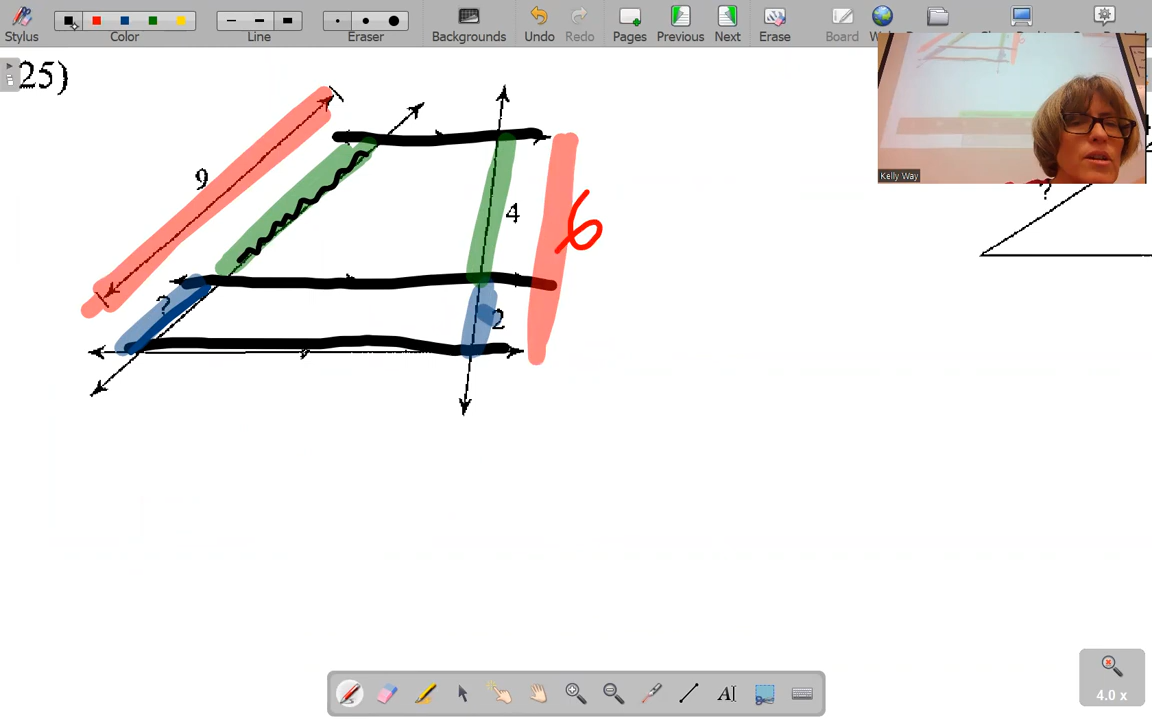 Stylus Color Line Eraser Backgrounds Undo Redo Pages Previous Next Erase Board
25)
9
4
6
?
2
?
Kelly Way
4.0 x